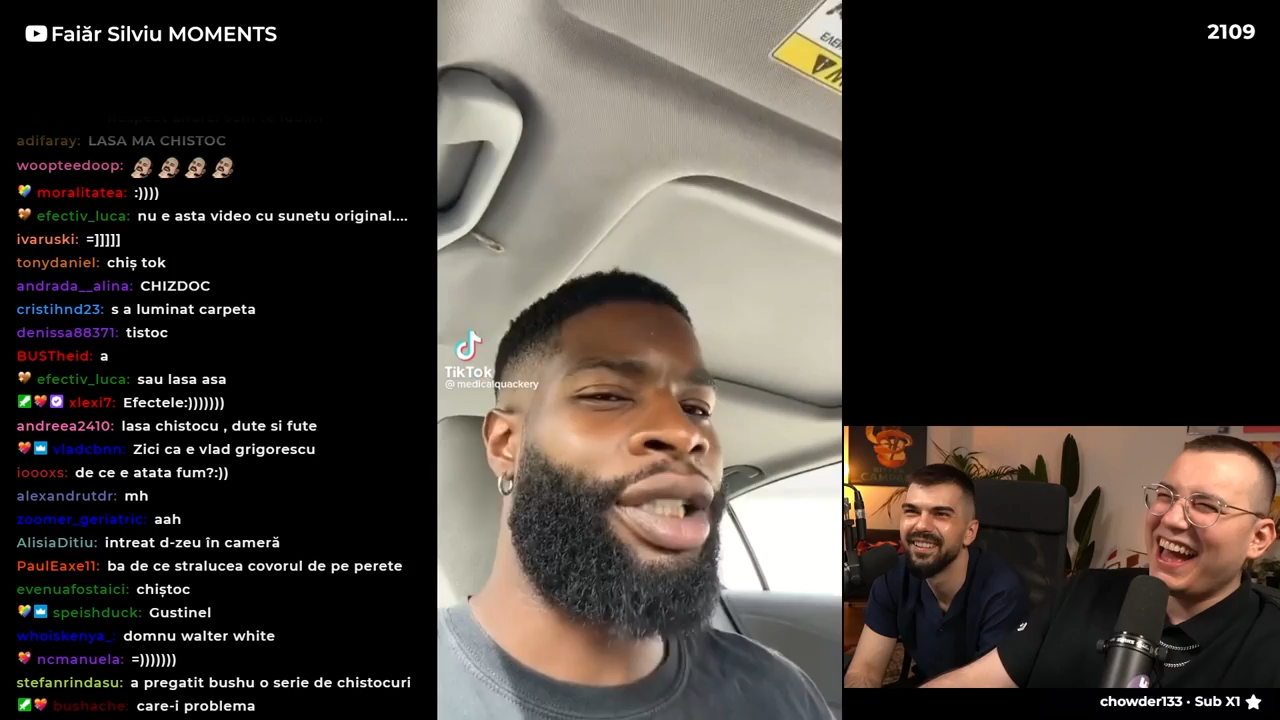 Faiăr Silviu MOMENTS
2109
adifaray: LASA MA CHISTOC
woopteedoop:
moralitatea: :))))
efectiv_luca: nu e asta video cu sunetu original....
ivaruski: =]]]]]
tonydaniel: chiș tok
andrada__alina: CHIZDOC
cristihnd23: s a luminat carpeta
denissa88371: tistoc
BUSTheid: a
efectiv_luca: sau lasa asa
xlexi7: Efectele:)))))))
andreea2410: lasa chistocu , dute si fute
vladcbnn: Zici ca e vlad grigorescu
ioooxs: de ce e atata fum?:))
alexandrutdr: mh
zoomer_geriatric: aah
AlisiaDitiu: intreat d-zeu în cameră
PaulEaxe11: ba de ce stralucea covorul de pe perete
evenuafostaici: chiștoc
speishduck: Gustinel
whoiskenya_: domnu walter white
ncmanuela: =)))))))
stefanrindasu: a pregatit bushu o serie de chistocuri
bushache: care-i problema
TikTok
@medicalquackery
chowder133 · Sub X1